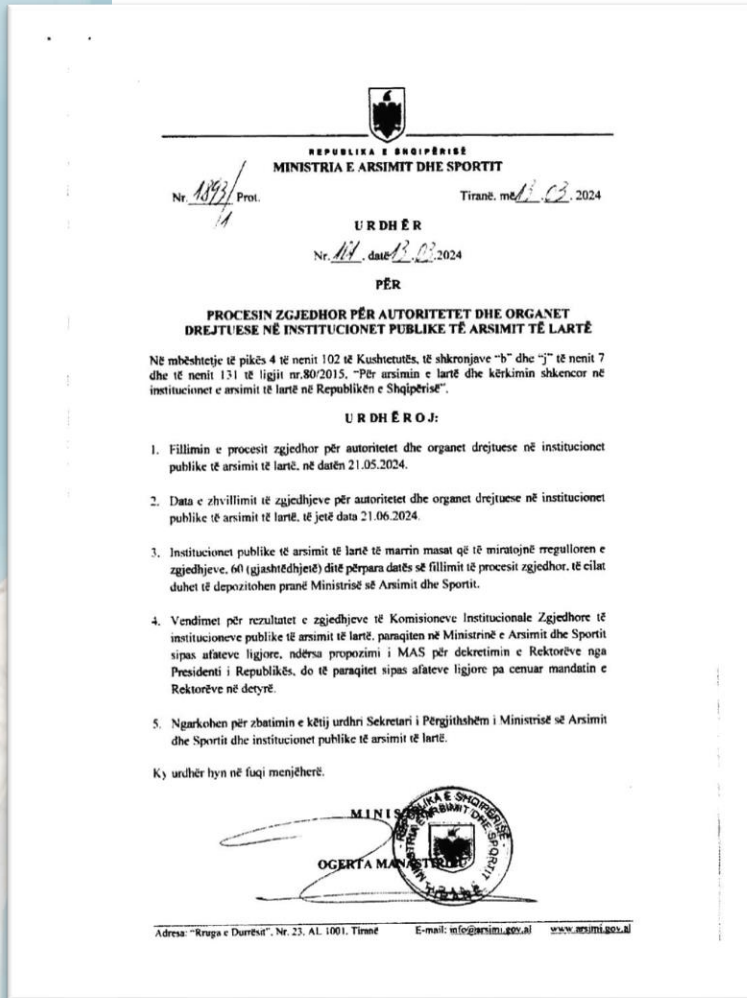 REPUBLIKA E SHQIPËRISË
MINISTRIA E ARSIMIT DHE SPORTIT
Nr. 1893/1 Prot. Tiranë, më 13.03.2024
URDHËR
Nr. , datë 13.03.2024
PËR
PROCESIN ZGJEDHOR PËR AUTORITETET DHE ORGANET
DREJTUESE NË INSTITUCIONET PUBLIKE TË ARSIMIT TË LARTË
Në mbështetje të pikës 4 të nenit 102 të Kushtetutës, të shkronjave "b" dhe "j" të nenit 7
dhe të nenit 131 të ligjit nr.80/2015, "Për arsimin e lartë dhe kërkimin shkencor në
institucionet e arsimit të lartë në Republikën e Shqipërisë".
URDHËROJ:
1. Fillimin e procesit zgjedhor për autoritetet dhe organet drejtuese në institucionet
publike të arsimit të lartë, në datën 21.05.2024.
2. Data e zhvillimit të zgjedhjeve për autoritetet dhe organet drejtuese në institucionet
publike të arsimit të lartë, të jetë data 21.06.2024.
3. Institucionet publike të arsimit të lartë të marrin masat që të miratojnë rregulloren e
zgjedhjeve, 60 (gjashtëdhjetë) ditë përpara datës së fillimit të procesit zgjedhor, të cilat
duhet të depozitohen pranë Ministrisë së Arsimit dhe Sportit.
4. Vendimet për rezultatet e zgjedhjeve të Komisioneve Institucionale Zgjedhore të
institucioneve publike të arsimit të lartë, paraqiten në Ministrinë e Arsimit dhe Sportit
sipas afateve ligjore, ndërsa propozimi i MAS për dekretimin e Rektorëve nga
Presidenti i Republikës, do të paraqitet sipas afateve ligjore pa cenuar mandatin e
Rektorëve në detyrë.
5. Ngarkohen për zbatimin e këtij urdhri Sekretari i Përgjithshëm i Ministrisë së Arsimit
dhe Sportit dhe institucionet publike të arsimit të lartë.
Ky urdhër hyn në fuqi menjëherë.
OGERTA
REPUBLIKA E SHQIPËRISË
MINISTRIA E ARSIMIT DHE SPORTIT
TIRANË
Adresa: "Rruga e Durrësit", Nr. 23, AL 1001, Tiranë E-mail: info@arsimi.gov.al www.arsimi.gov.al